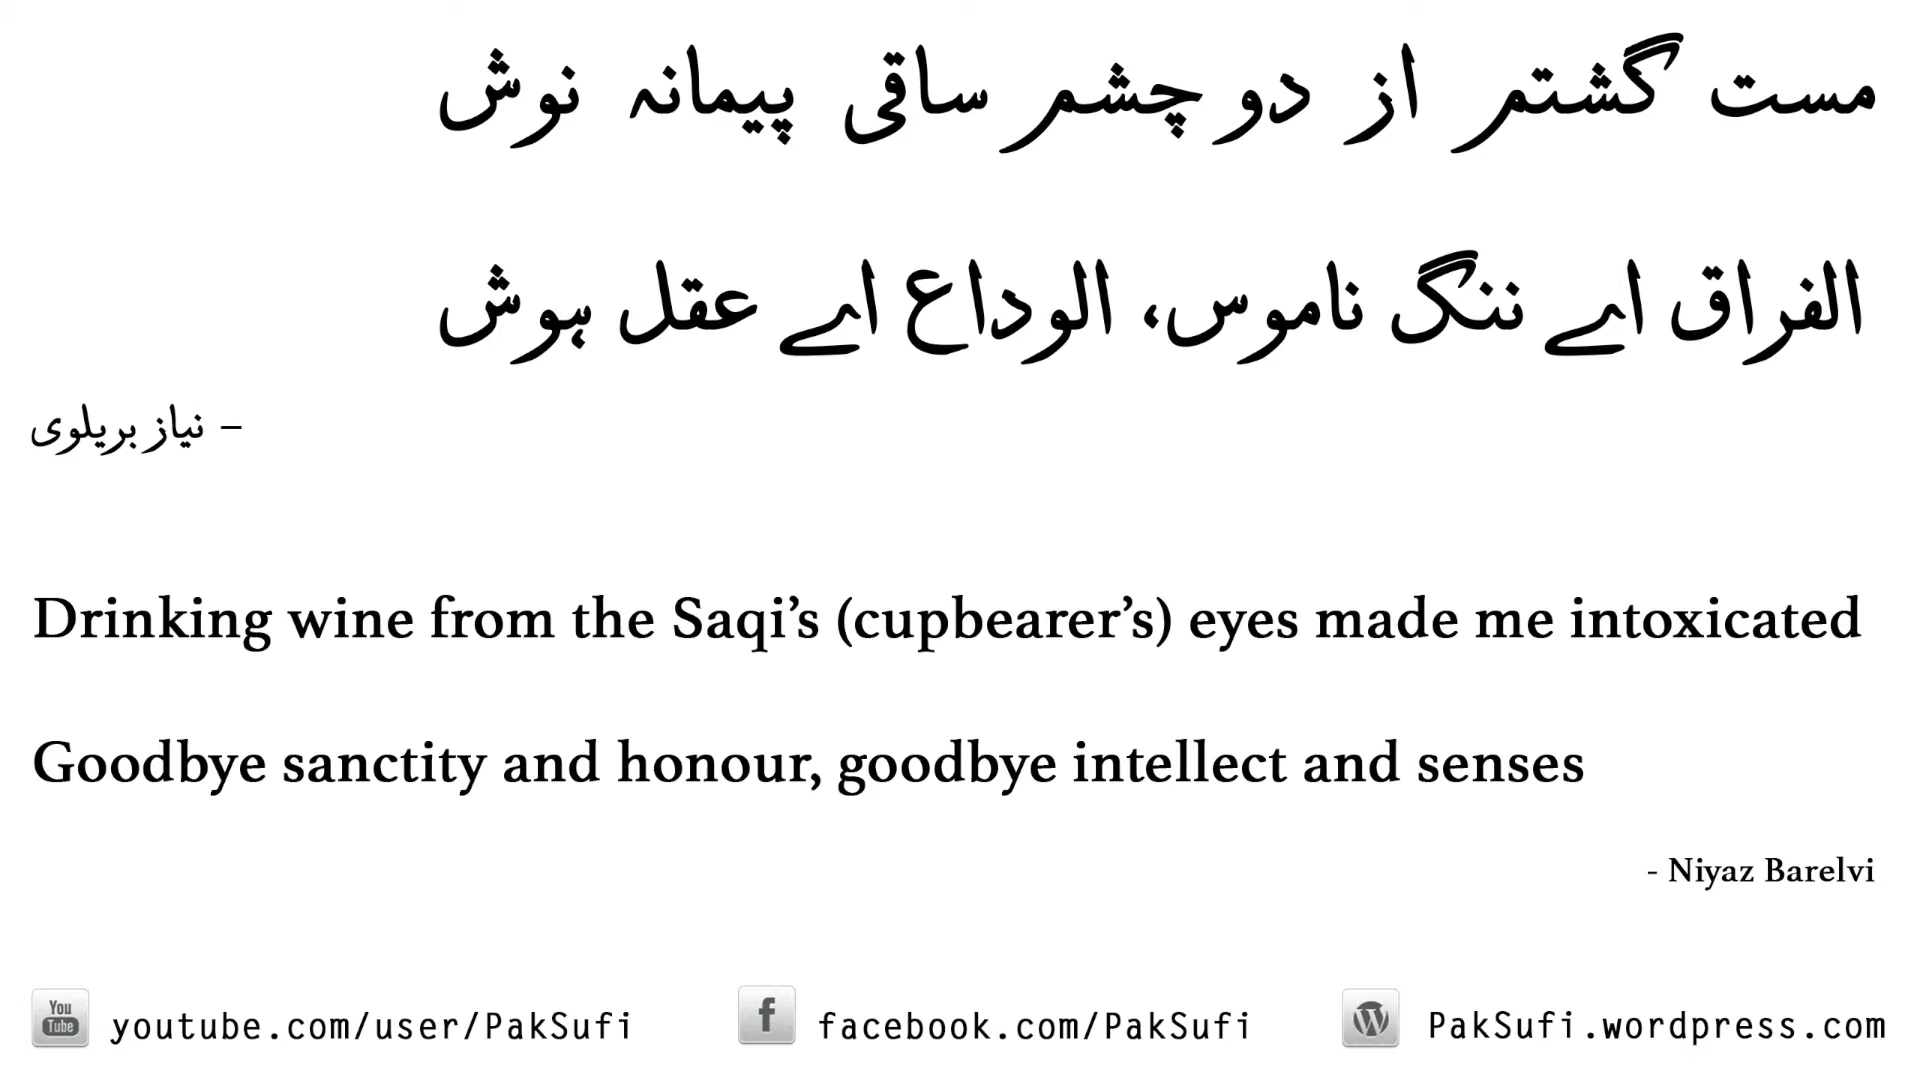 مست گشتم از دو چشم ساقی پیمانہ نوش
الفراق اے ننگ ناموس، الوداع اے عقل ہوش
– نیاز بریلوی
Drinking wine from the Saqi’s (cupbearer’s) eyes made me intoxicated
Goodbye sanctity and honour, goodbye intellect and senses
- Niyaz Barelvi
You Tube youtube.com/user/PakSufi f facebook.com/PakSufi W PakSufi.wordpress.com